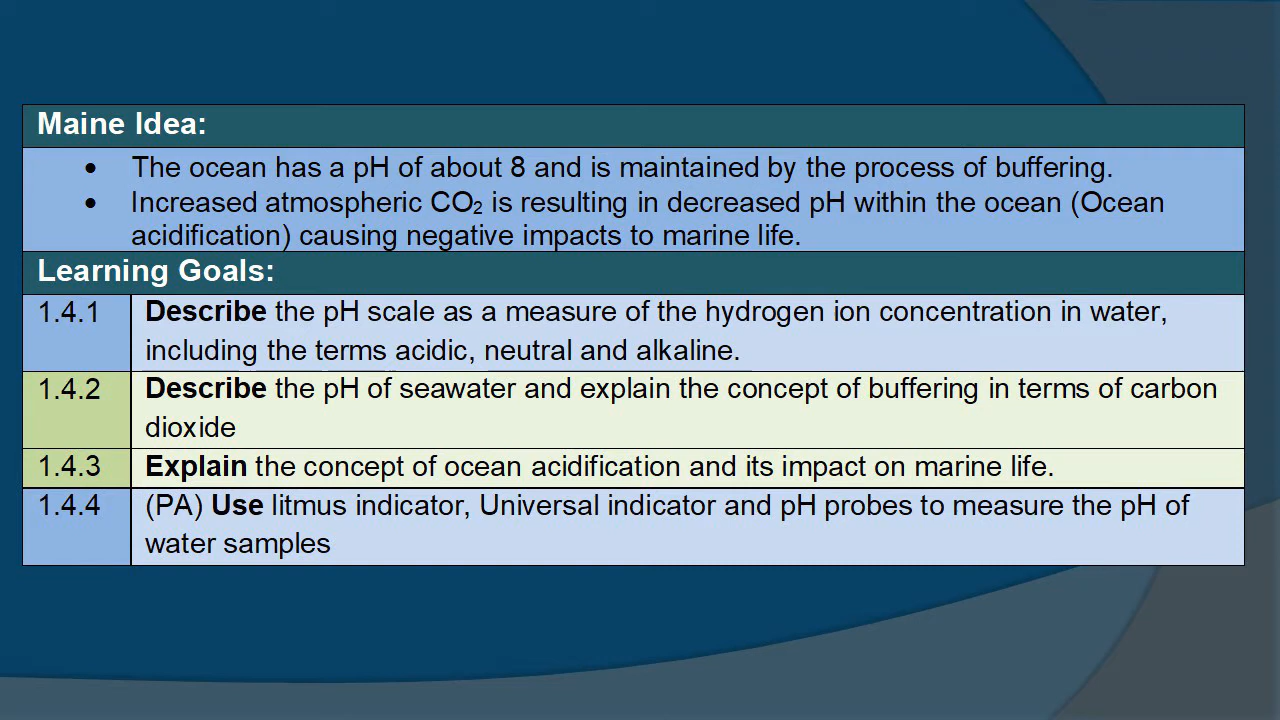 Maine Idea:
• The ocean has a pH of about 8 and is maintained by the process of buffering.
• Increased atmospheric CO₂ is resulting in decreased pH within the ocean (Ocean
acidification) causing negative impacts to marine life.
Learning Goals:
1.4.1 Describe the pH scale as a measure of the hydrogen ion concentration in water,
including the terms acidic, neutral and alkaline.
1.4.2 Describe the pH of seawater and explain the concept of buffering in terms of carbon
dioxide
1.4.3 Explain the concept of ocean acidification and its impact on marine life.
1.4.4 (PA) Use litmus indicator, Universal indicator and pH probes to measure the pH of
water samples